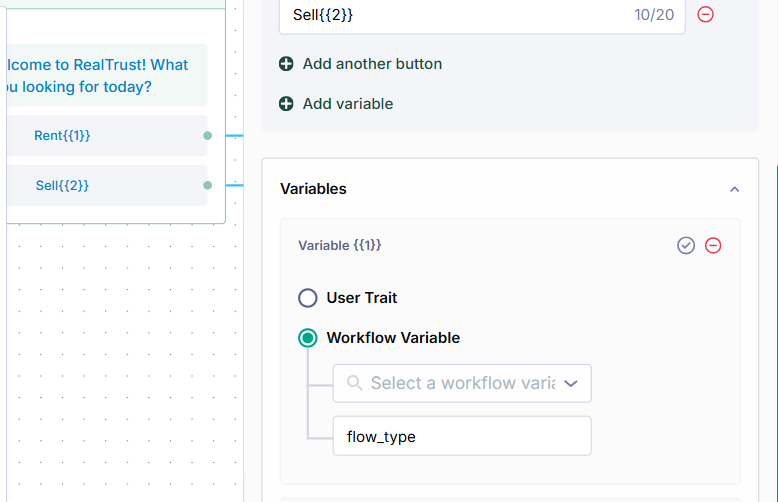 lcome to RealTrust! What
ou looking for today?
Rent{{1}}
Sell{{2}}
Sell{{2}}
10/20
Add another button
Add variable
Variables
Variable {{1}}
User Trait
Workflow Variable
Select a workflow varia
flow_type